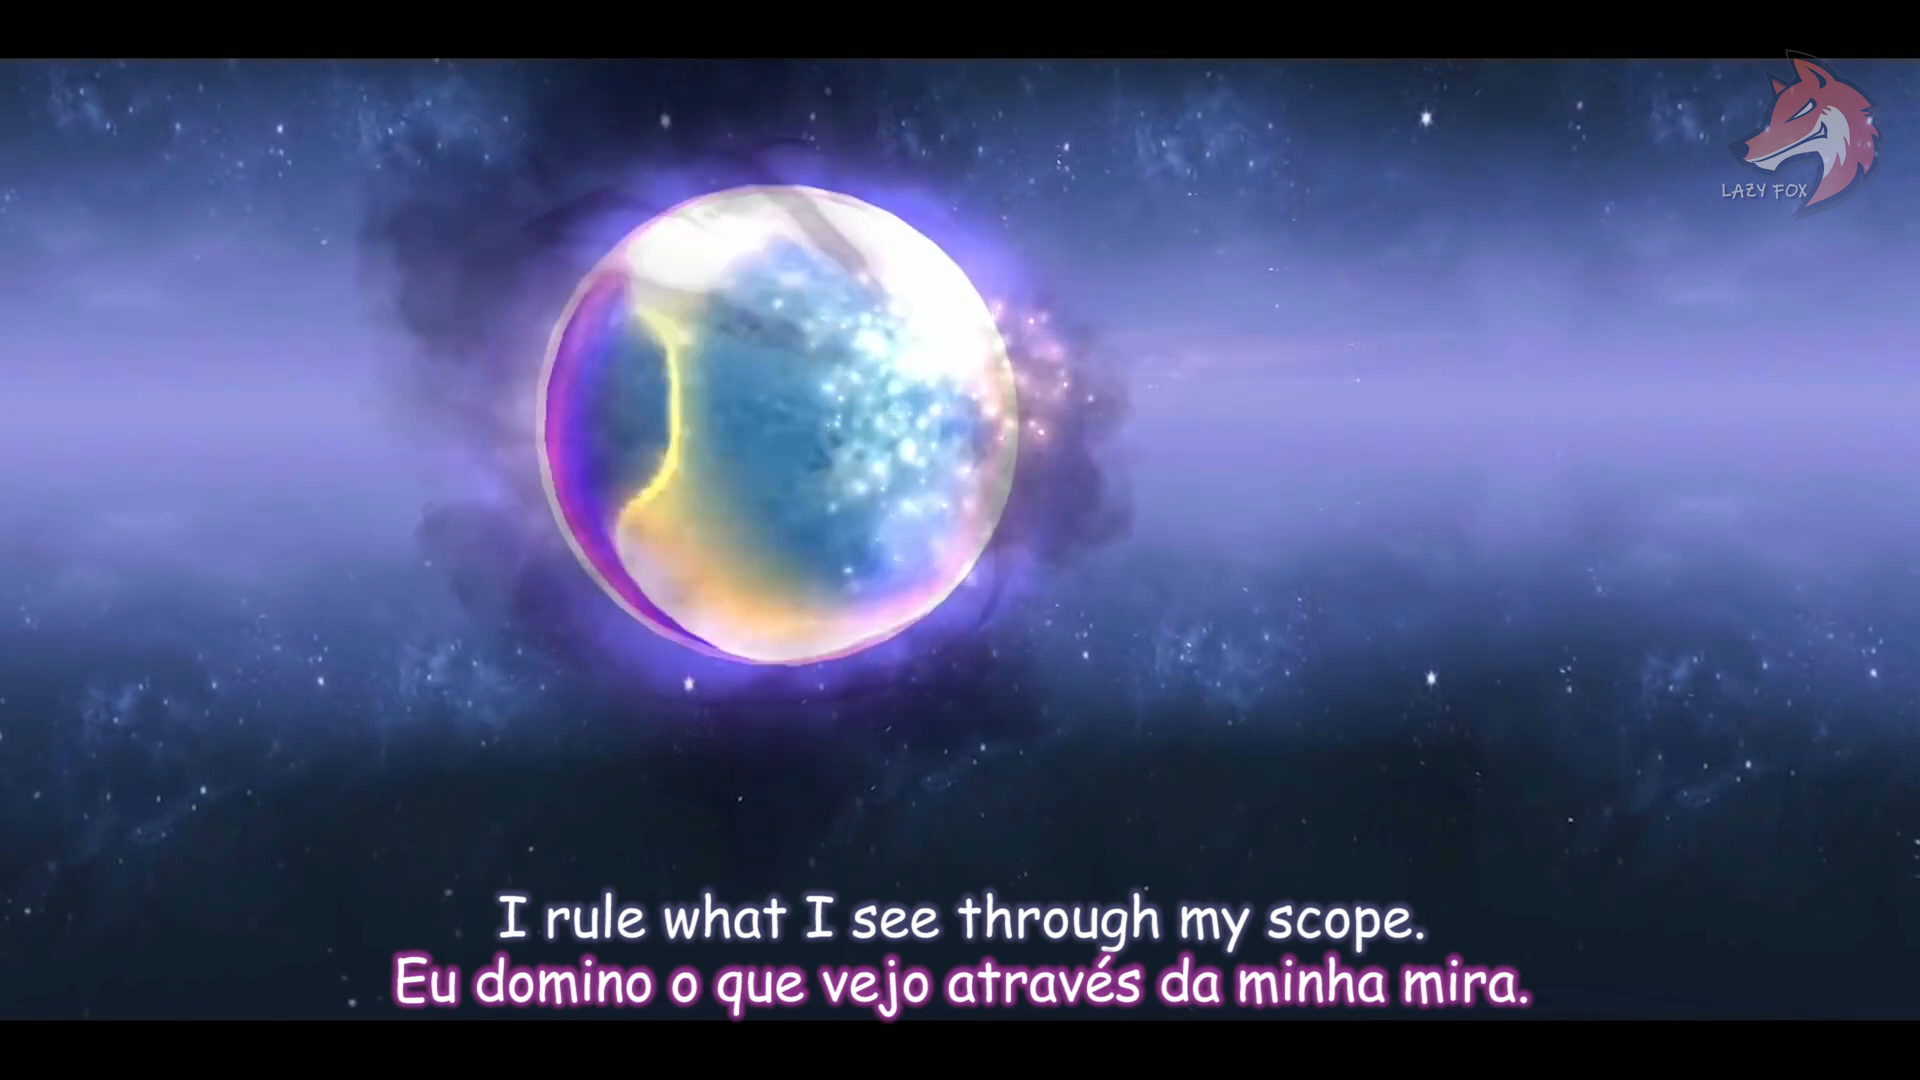 LAZY FOX
I rule what I see through my scope.
Eu domino o que vejo através da minha mira.